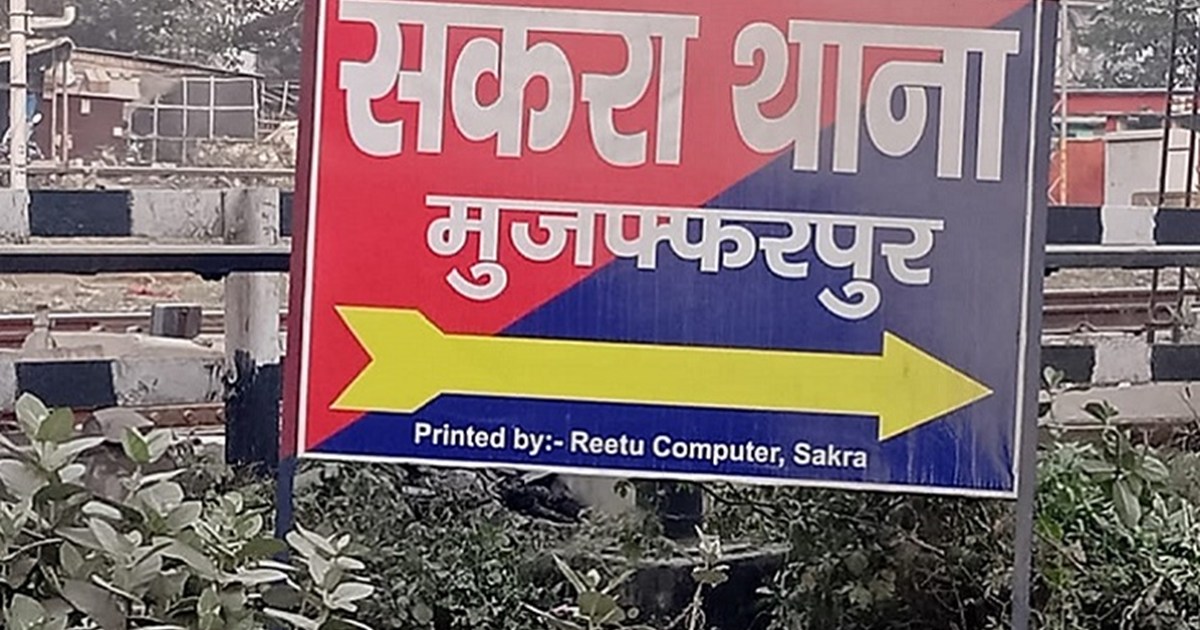 सकरा थाना
मुजफ्फरपुर
Printed by:- Reetu Computer, Sakra